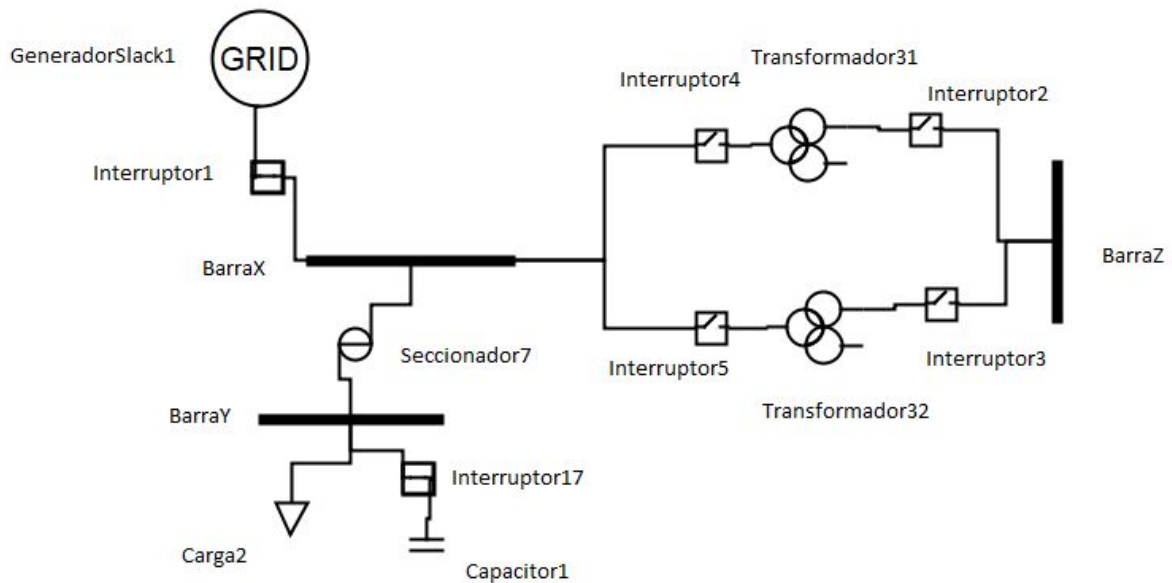 GeneradorSlack1
GRID
Transformador31
Interruptor4
Interruptor2
Interruptor1
BarraX
BarraZ
Seccionador7
Interruptor5
Interruptor3
BarraY
Transformador32
Interruptor17
Carga2
Capacitor1